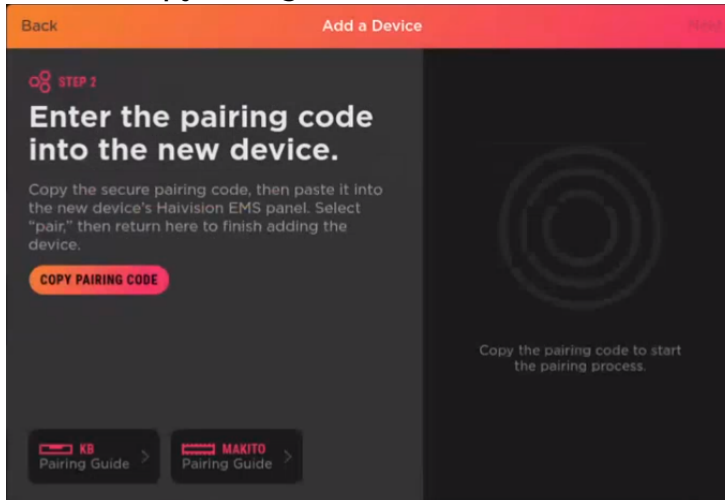 Back
Add a Device
Next
STEP 2
Enter the pairing code
into the new device.
Copy the secure pairing code, then paste it into
the new device's Haivision EMS panel. Select
“pair,” then return here to finish adding the
device.
COPY PAIRING CODE
Copy the pairing code to start
the pairing process.
KB
Pairing Guide
MAKITO
Pairing Guide